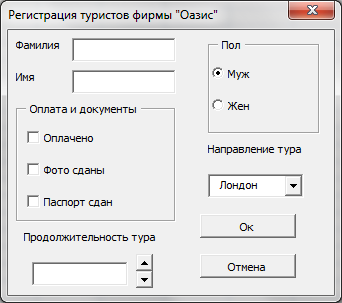 Регистрация туристов фирмы "Оазис"
Фамилия
Имя
Пол
Муж
Жен
Оплата и документы
Оплачено
Фото сданы
Паспорт сдан
Направление тура
Лондон
Продолжительность тура
Ок
Отмена